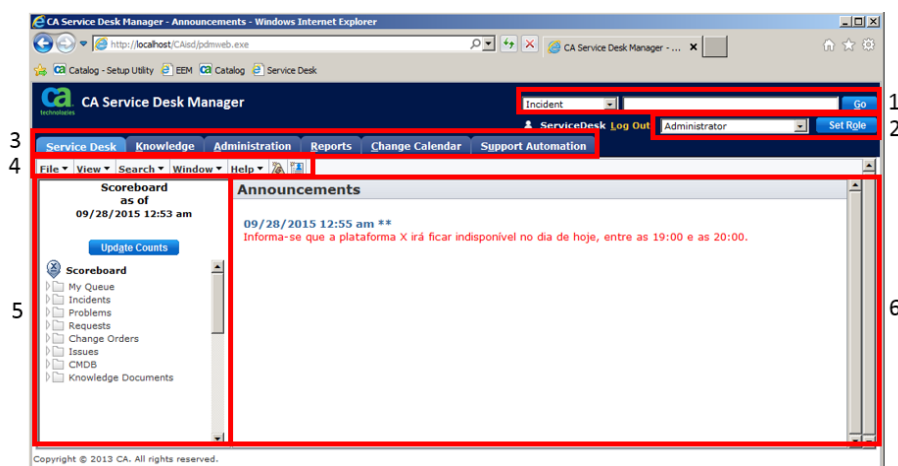 CA Service Desk Manager - Announcements - Windows Internet Explorer
http://localhost/CAisd/pdmweb.exe
CA Service Desk Manager - ...
Catalog - Setup Utility EEM Catalog Service Desk
ca technologies CA Service Desk Manager
Incident Go 1
ServiceDesk Log Out Administrator Set Role 2
3 Service Desk Knowledge Administration Reports Change Calendar Support Automation
4 File View Search Window Help
Scoreboard
as of
09/28/2015 12:53 am
Update Counts
Scoreboard
My Queue
Incidents
Problems
5 Requests
Change Orders
Issues
CMDB
Knowledge Documents
Announcements
09/28/2015 12:55 am **
Informa-se que a plataforma X irá ficar indisponível no dia de hoje, entre as 19:00 e as 20:00.
6
Copyright © 2013 CA. All rights reserved.